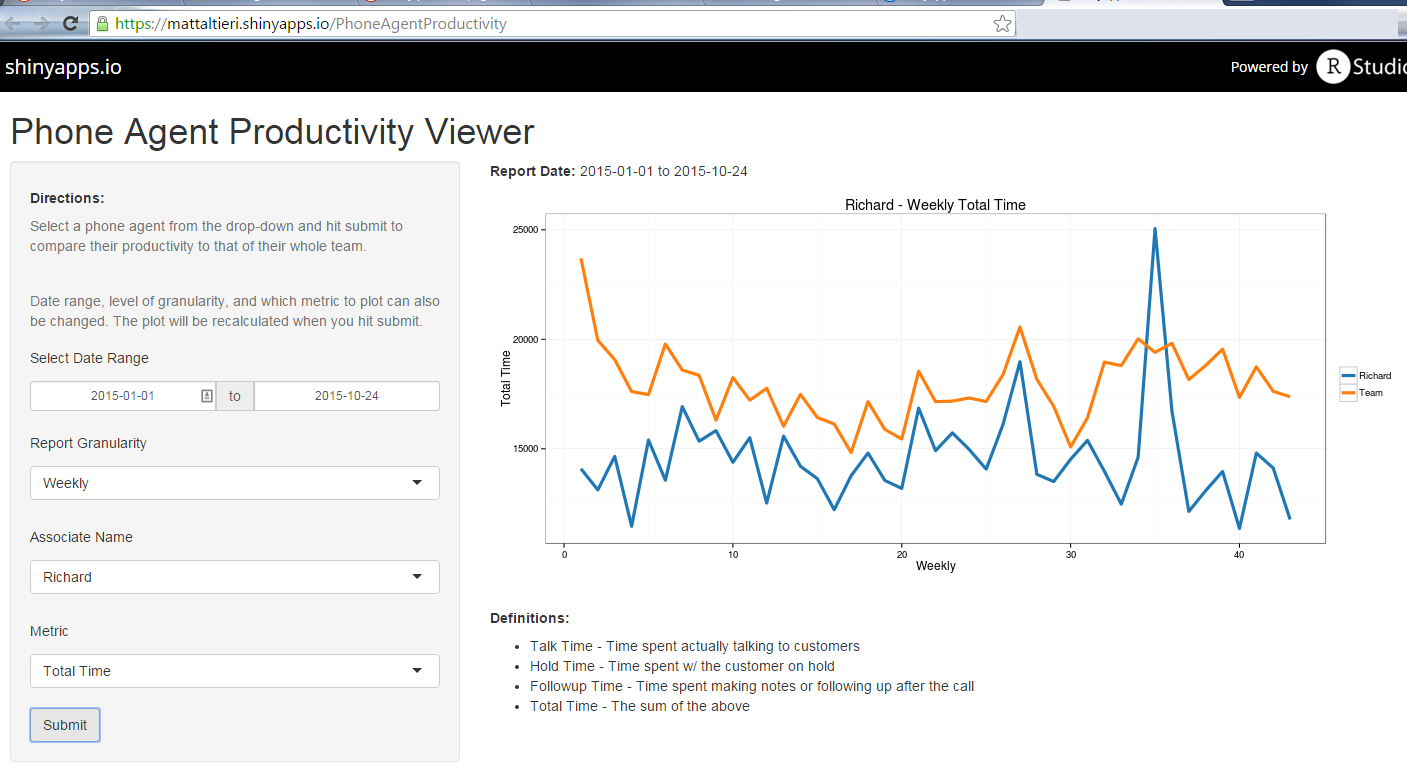 https://mattaltieri.shinyapps.io/PhoneAgentProductivity
shinyapps.io
Powered by R Studio
Phone Agent Productivity Viewer
Directions:
Select a phone agent from the drop-down and hit submit to
compare their productivity to that of their whole team.
Date range, level of granularity, and which metric to plot can also
be changed. The plot will be recalculated when you hit submit.
Select Date Range
2015-01-01 to 2015-10-24
Report Granularity
Weekly
Associate Name
Richard
Metric
Total Time
Submit
Report Date: 2015-01-01 to 2015-10-24
Richard - Weekly Total Time
25000
20000
15000
Total Time
0 10 20 30 40
Weekly
Richard
Team
Definitions:
Talk Time - Time spent actually talking to customers
Hold Time - Time spent w/ the customer on hold
Followup Time - Time spent making notes or following up after the call
Total Time - The sum of the above